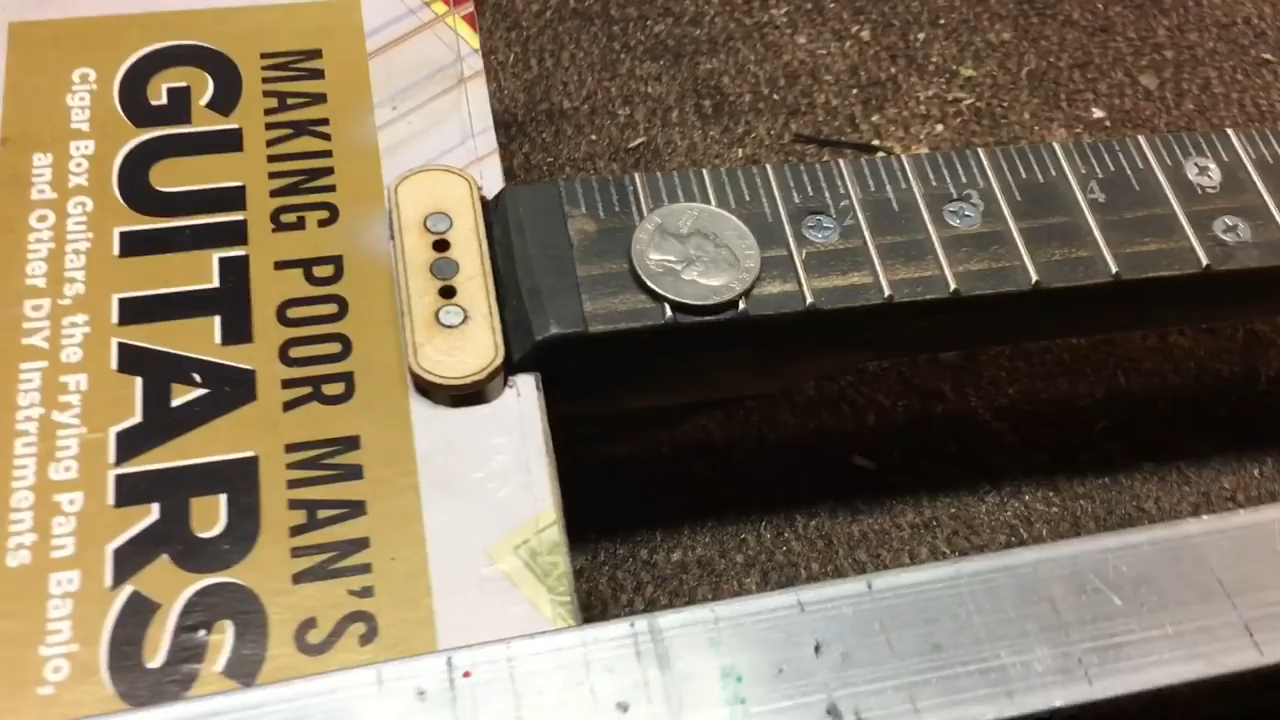 MAKING POOR MAN'S
GUITARS
Cigar Box Guitars, the Frying Pan Banjo,
and Other DIY Instruments
2
3
4